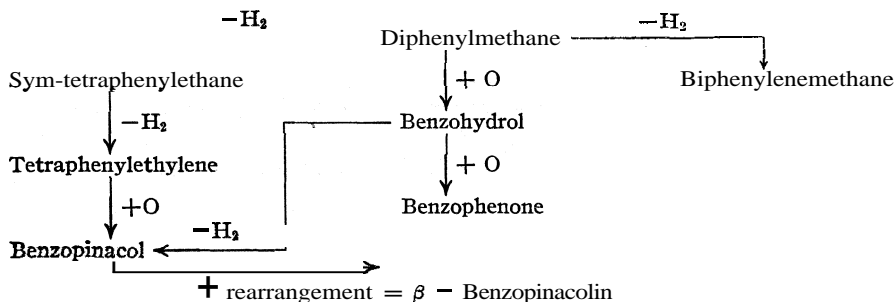 −H₂
Diphenylmethane
−H₂
Sym-tetraphenylethane
+ O
Biphenylenemethane
−H₂
Benzohydrol
Tetraphenylethylene
+ O
+O
Benzophenone
−H₂
Benzopinacol
+ rearrangement = β − Benzopinacolin